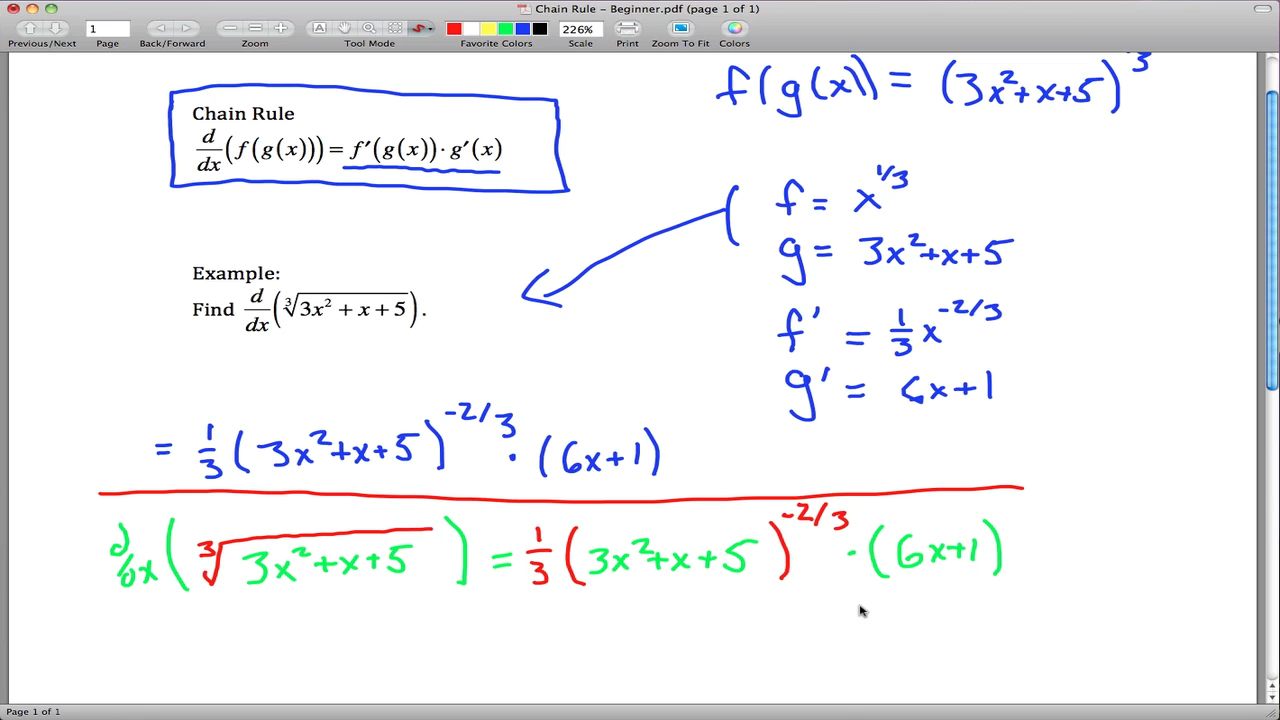 Chain Rule – Beginner.pdf (page 1 of 1)
1
226%
Previous/Next Page Back/Forward Zoom Tool Mode Favorite Colors Scale Print Zoom To Fit Colors
f(g(x)) = (3x²+x+5)^3
Chain Rule
d/dx (f(g(x))) = f'(g(x)) · g'(x)
f = x^1/3
g = 3x²+x+5
Example:
Find d/dx (∛(3x² + x + 5)).
f' = 1/3 x^-2/3
g' = 6x+1
= 1/3 (3x²+x+5)^-2/3 · (6x+1)
d/dx (∛(3x²+x+5)) = 1/3 (3x²+x+5)^-2/3 · (6x+1)
Page 1 of 1